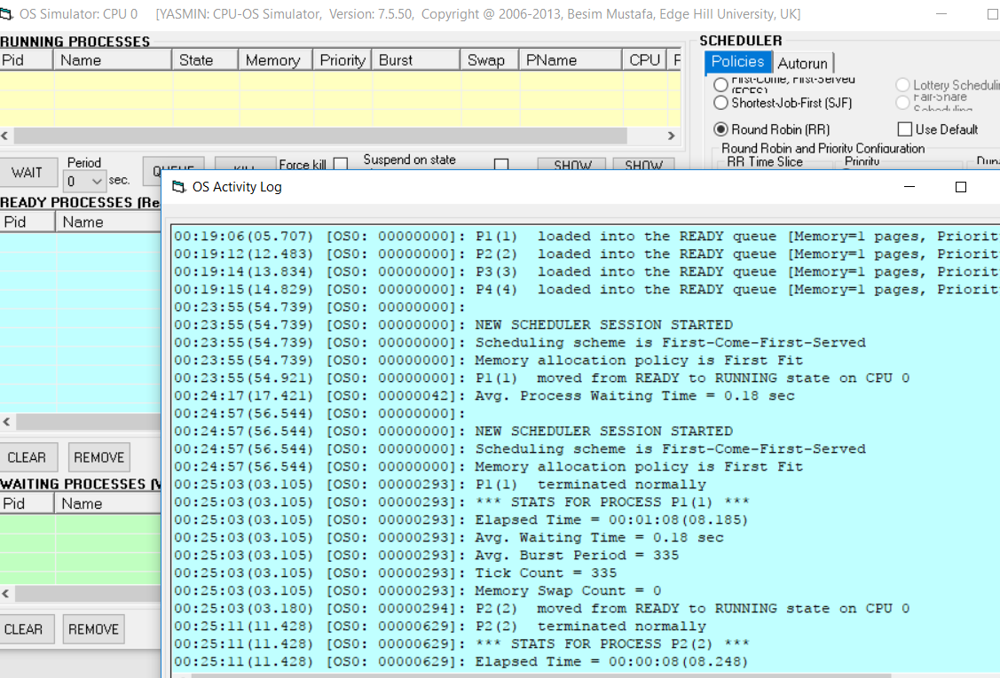 OS Simulator: CPU 0 [YASMIN: CPU-OS Simulator, Version: 7.5.50, Copyright @ 2006-2013, Besim Mustafa, Edge Hill University, UK]
RUNNING PROCESSES
Pid Name State Memory Priority Burst Swap PName CPU
SCHEDULER
Policies Autorun
First-Come, First-Served
(FCFS)
Lottery
Shortest-Job-First (SJF)
Fair-Share
Scheduling
Round Robin (RR)
Use Default
Round Robin and Priority Configuration
RR Time Slice Priority
WAIT
Period
0 sec.
QUEUE
KILL
Force kill
Suspend on state
SHOW SHOW
READY PROCESSES
Pid Name
CLEAR REMOVE
WAITING PROCESSES
Pid Name
CLEAR REMOVE
OS Activity Log
00:19:06(05.707) [OS0: 00000000]: P1(1) loaded into the READY queue [Memory=1 pages, Priorit
00:19:12(12.483) [OS0: 00000000]: P2(2) loaded into the READY queue [Memory=1 pages, Priorit
00:19:14(13.834) [OS0: 00000000]: P3(3) loaded into the READY queue [Memory=1 pages, Priorit
00:19:15(14.829) [OS0: 00000000]: P4(4) loaded into the READY queue [Memory=1 pages, Priorit
00:23:55(54.739) [OS0: 00000000]:
00:23:55(54.739) [OS0: 00000000]: NEW SCHEDULER SESSION STARTED
00:23:55(54.739) [OS0: 00000000]: Scheduling scheme is First-Come-First-Served
00:23:55(54.739) [OS0: 00000000]: Memory allocation policy is First Fit
00:23:55(54.921) [OS0: 00000000]: P1(1) moved from READY to RUNNING state on CPU 0
00:24:17(17.421) [OS0: 00000042]: Avg. Process Waiting Time = 0.18 sec
00:24:57(56.544) [OS0: 00000000]:
00:24:57(56.544) [OS0: 00000000]: NEW SCHEDULER SESSION STARTED
00:24:57(56.544) [OS0: 00000000]: Scheduling scheme is First-Come-First-Served
00:24:57(56.544) [OS0: 00000000]: Memory allocation policy is First Fit
00:25:03(03.105) [OS0: 00000293]: P1(1) terminated normally
00:25:03(03.105) [OS0: 00000293]: *** STATS FOR PROCESS P1(1) ***
00:25:03(03.105) [OS0: 00000293]: Elapsed Time = 00:01:08(08.185)
00:25:03(03.105) [OS0: 00000293]: Avg. Waiting Time = 0.18 sec
00:25:03(03.105) [OS0: 00000293]: Avg. Burst Period = 335
00:25:03(03.105) [OS0: 00000293]: Tick Count = 335
00:25:03(03.105) [OS0: 00000293]: Memory Swap Count = 0
00:25:03(03.180) [OS0: 00000294]: P2(2) moved from READY to RUNNING state on CPU 0
00:25:11(11.428) [OS0: 00000629]: P2(2) terminated normally
00:25:11(11.428) [OS0: 00000629]: *** STATS FOR PROCESS P2(2) ***
00:25:11(11.428) [OS0: 00000629]: Elapsed Time = 00:00:08(08.248)